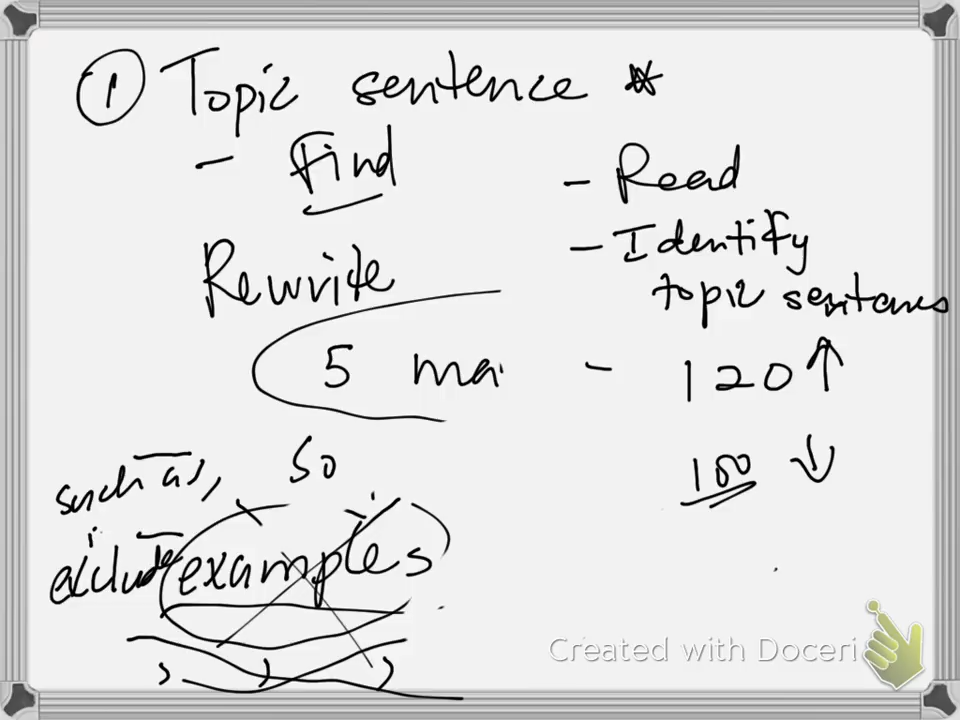 ① Topic sentence *
- Find
Rewrite
5
- Read
- Identify
topic sentences
- 120 ↑
100 ↓
such as, so
examples
Created with Doceri